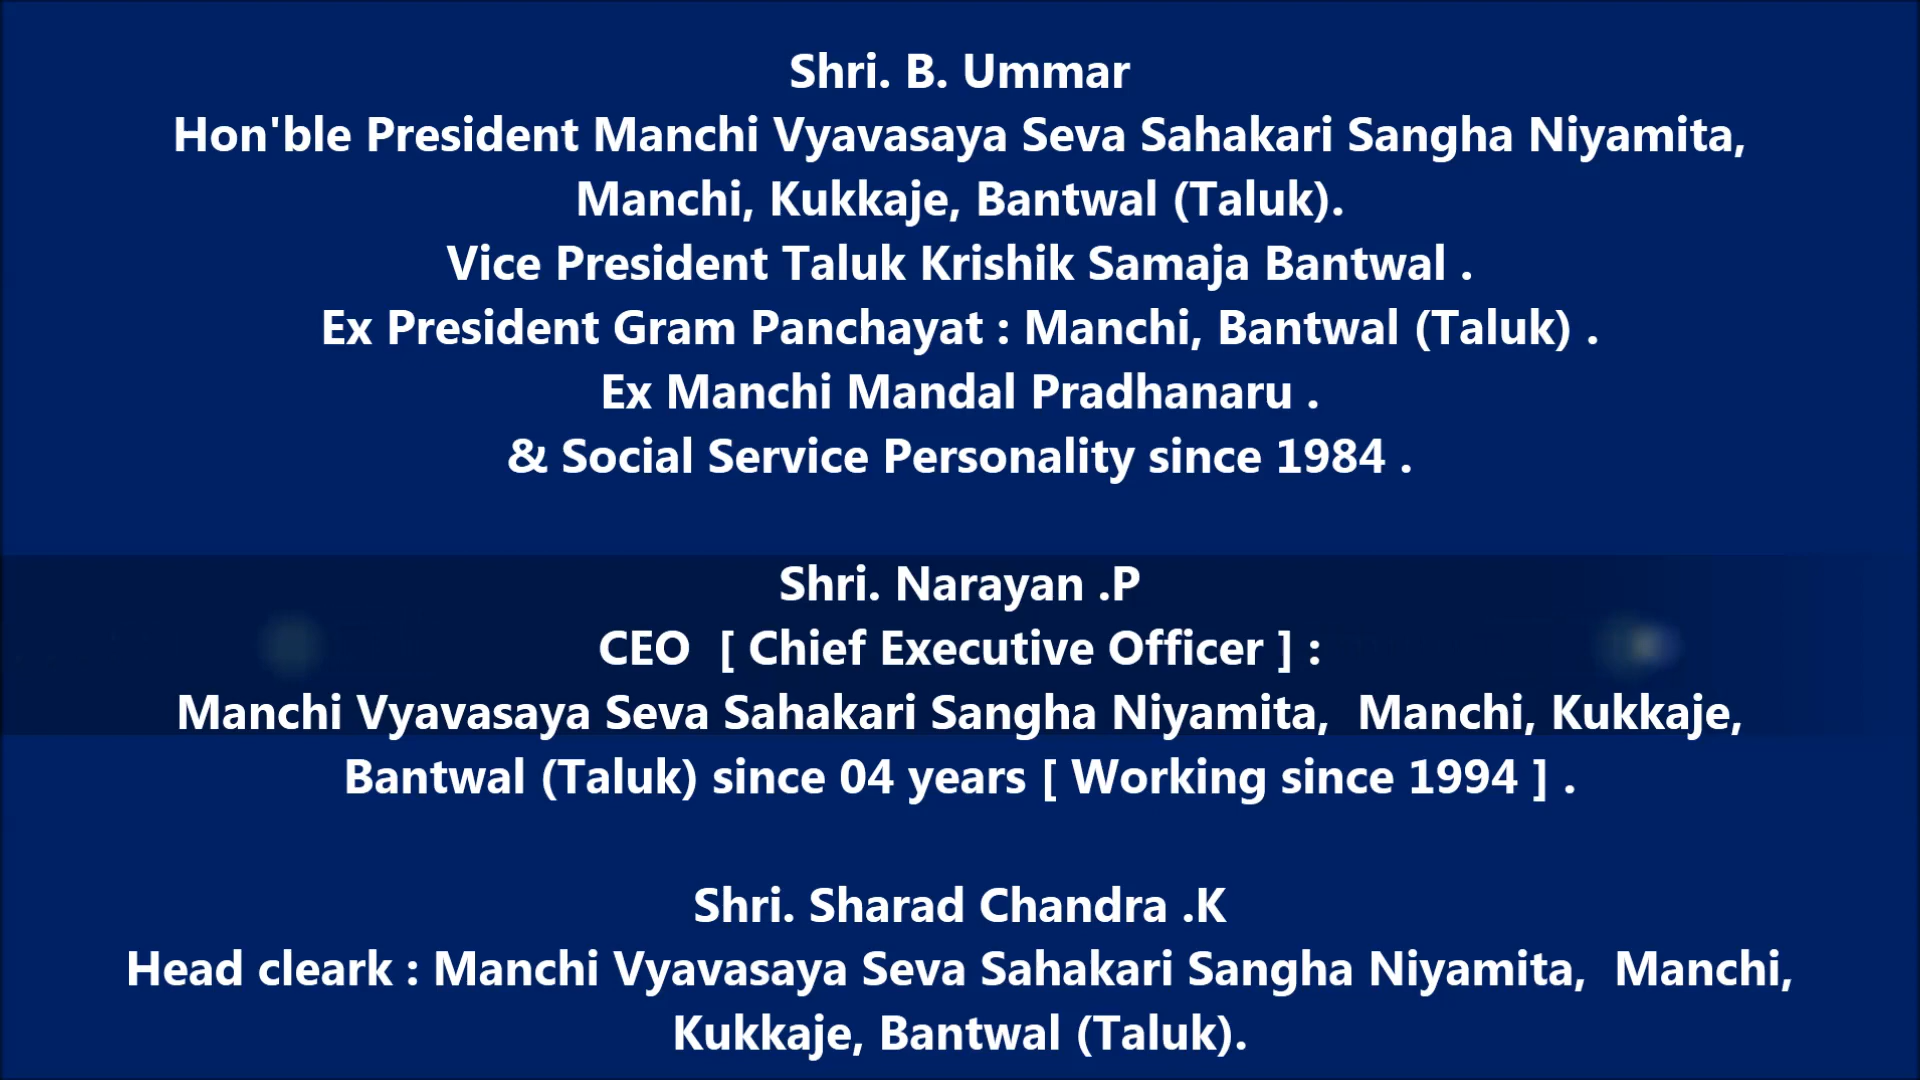 Shri. B. Ummar
Hon'ble President Manchi Vyavasaya Seva Sahakari Sangha Niyamita,
Manchi, Kukkaje, Bantwal (Taluk).
Vice President Taluk Krishik Samaja Bantwal .
Ex President Gram Panchayat : Manchi, Bantwal (Taluk) .
Ex Manchi Mandal Pradhanaru .
& Social Service Personality since 1984 .
Shri. Narayan .P
CEO  [ Chief Executive Officer ] :
Manchi Vyavasaya Seva Sahakari Sangha Niyamita,  Manchi, Kukkaje,
Bantwal (Taluk) since 04 years [ Working since 1994 ] .
Shri. Sharad Chandra .K
Head cleark : Manchi Vyavasaya Seva Sahakari Sangha Niyamita,  Manchi,
Kukkaje, Bantwal (Taluk).